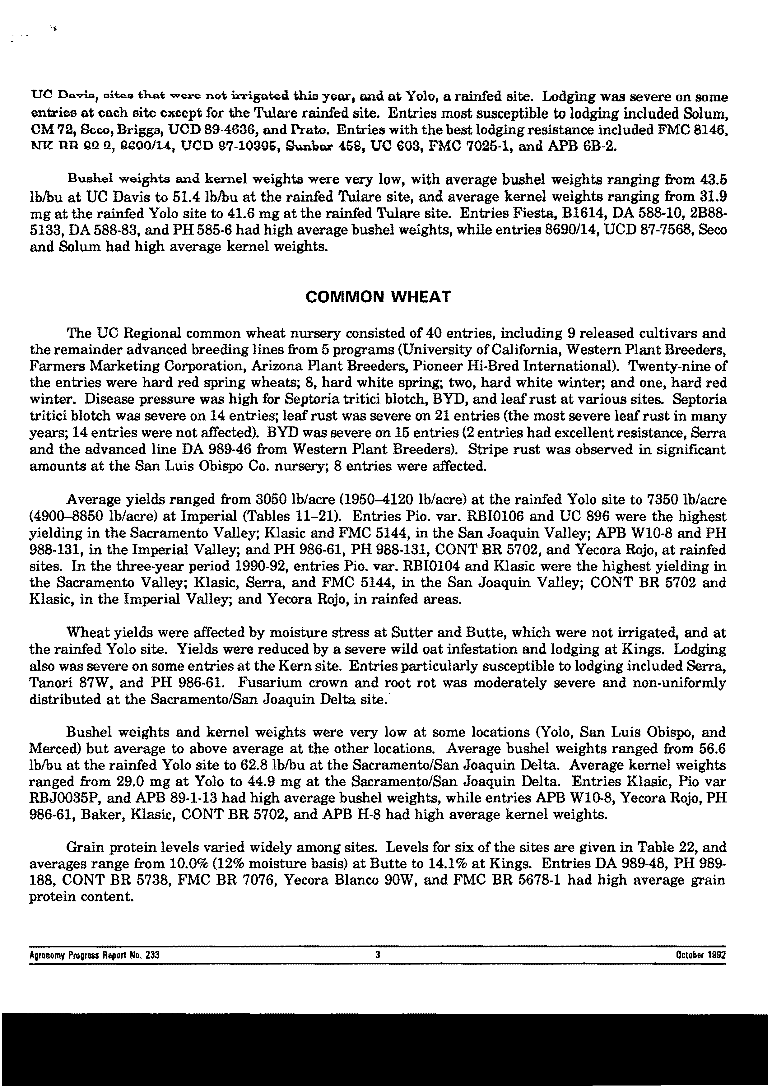 UC Davis, sites that were not irrigated this year, and at Yolo, a rainfed site. Lodging was severe on some
entries at each site except for the Tulare rainfed site. Entries most susceptible to lodging included Solum,
CM 72, Seco, Briggs, UCD 89-4636, and Prato. Entries with the best lodging resistance included FMC 8146,
8690/14, UCD 87-10395, Sunbar 458, UC 603, FMC 7025-1, and APB 6B-2.
Bushel weights and kernel weights were very low, with average bushel weights ranging from 43.5
lb/bu at UC Davis to 51.4 lb/bu at the rainfed Tulare site, and average kernel weights ranging from 31.9
mg at the rainfed Yolo site to 41.6 mg at the rainfed Tulare site. Entries Fiesta, B1614, DA 588-10, 2B88-
5133, DA 588-83, and PH 585-6 had high average bushel weights, while entries 8690/14, UCD 87-7568, Seco
and Solum had high average kernel weights.
COMMON WHEAT
The UC Regional common wheat nursery consisted of 40 entries, including 9 released cultivars and
the remainder advanced breeding lines from 5 programs (University of California, Western Plant Breeders,
Farmers Marketing Corporation, Arizona Plant Breeders, Pioneer Hi-Bred International). Twenty-nine of
the entries were hard red spring wheats; 8, hard white spring; two, hard white winter; and one, hard red
winter. Disease pressure was high for Septoria tritici blotch, BYD, and leaf rust at various sites. Septoria
tritici blotch was severe on 14 entries; leaf rust was severe on 21 entries (the most severe leaf rust in many
years; 14 entries were not affected). BYD was severe on 15 entries (2 entries had excellent resistance, Serra
and the advanced line DA 989-46 from Western Plant Breeders). Stripe rust was observed in significant
amounts at the San Luis Obispo Co. nursery; 8 entries were affected.
Average yields ranged from 3050 lb/acre (1950–4120 lb/acre) at the rainfed Yolo site to 7350 lb/acre
(4900–8850 lb/acre) at Imperial (Tables 11–21). Entries Pio. var. RBI0106 and UC 896 were the highest
yielding in the Sacramento Valley; Klasic and FMC 5144, in the San Joaquin Valley; APB W10-8 and PH
988-131, in the Imperial Valley; and PH 986-61, PH 988-131, CONT BR 5702, and Yecora Rojo, at rainfed
sites. In the three-year period 1990-92, entries Pio. var. RBI0104 and Klasic were the highest yielding in
the Sacramento Valley; Klasic, Serra, and FMC 5144, in the San Joaquin Valley; CONT BR 5702 and
Klasic, in the Imperial Valley; and Yecora Rojo, in rainfed areas.
Wheat yields were affected by moisture stress at Sutter and Butte, which were not irrigated, and at
the rainfed Yolo site. Yields were reduced by a severe wild oat infestation and lodging at Kings. Lodging
also was severe on some entries at the Kern site. Entries particularly susceptible to lodging included Serra,
Tanori 87W, and PH 986-61. Fusarium crown and root rot was moderately severe and non-uniformly
distributed at the Sacramento/San Joaquin Delta site.
Bushel weights and kernel weights were very low at some locations (Yolo, San Luis Obispo, and
Merced) but average to above average at the other locations. Average bushel weights ranged from 56.6
lb/bu at the rainfed Yolo site to 62.8 lb/bu at the Sacramento/San Joaquin Delta. Average kernel weights
ranged from 29.0 mg at Yolo to 44.9 mg at the Sacramento/San Joaquin Delta. Entries Klasic, Pio var
RBJ0035P, and APB 89-1-13 had high average bushel weights, while entries APB W10-8, Yecora Rojo, PH
986-61, Baker, Klasic, CONT BR 5702, and APB H-8 had high average kernel weights.
Grain protein levels varied widely among sites. Levels for six of the sites are given in Table 22, and
averages range from 10.0% (12% moisture basis) at Butte to 14.1% at Kings. Entries DA 989-48, PH 989-
188, CONT BR 5738, FMC BR 7076, Yecora Blanco 90W, and FMC BR 5678-1 had high average grain
protein content.
Agronomy Progress Report No. 233 3 October 1992